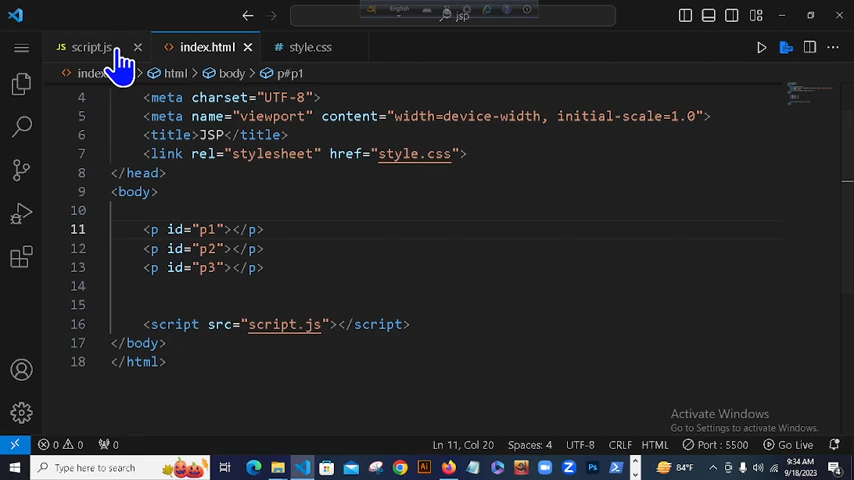 English
jsp
JS script.js
index.html
style.css
index
html
body
p#p1
4 <meta charset="UTF-8">
5 <meta name="viewport" content="width=device-width, initial-scale=1.0">
6 <title>JSP</title>
7 <link rel="stylesheet" href="style.css">
8 </head>
9 <body>
10
11 <p id="p1"></p>
12 <p id="p2"></p>
13 <p id="p3"></p>
14
15
16 <script src="script.js"></script>
17 </body>
18 </html>
Activate Windows
Go to Settings to activate Windows.
0 0 0 Ln 11, Col 20 Spaces: 4 UTF-8 CRLF HTML Port : 5500 Go Live
Type here to search
84°F
9:34 AM
9/18/2023
4